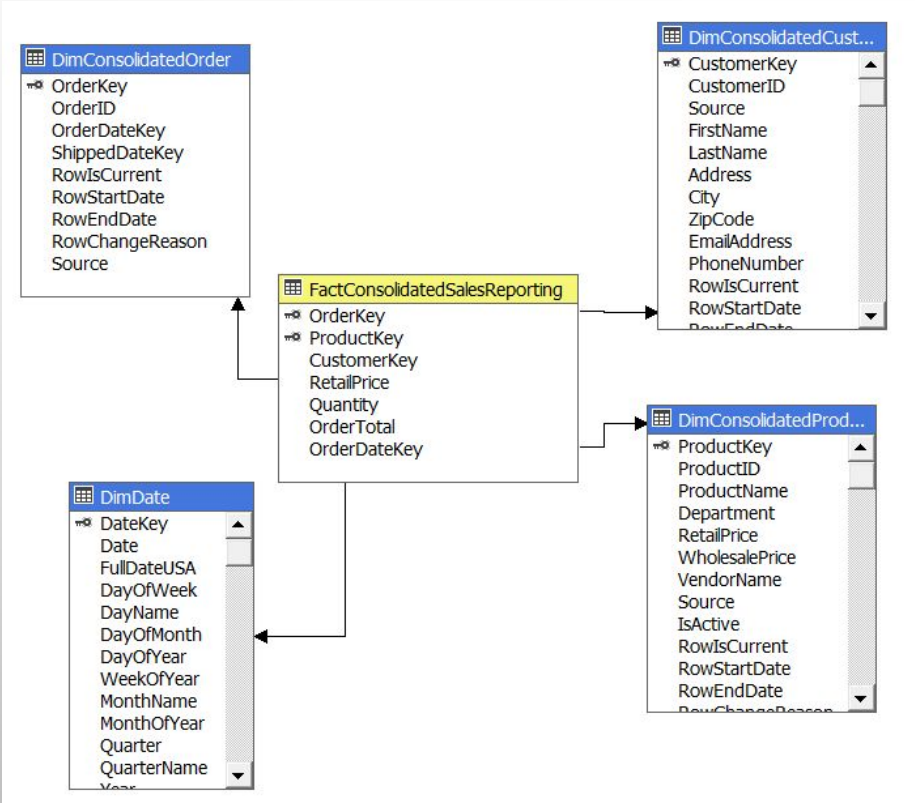 DimConsolidatedOrder
OrderKey
OrderID
OrderDateKey
ShippedDateKey
RowIsCurrent
RowStartDate
RowEndDate
RowChangeReason
Source
DimConsolidatedCust...
CustomerKey
CustomerID
Source
FirstName
LastName
Address
City
ZipCode
EmailAddress
PhoneNumber
RowIsCurrent
RowStartDate
RowEndDate
FactConsolidatedSalesReporting
OrderKey
ProductKey
CustomerKey
RetailPrice
Quantity
OrderTotal
OrderDateKey
DimConsolidatedProd...
ProductKey
ProductID
ProductName
Department
RetailPrice
WholesalePrice
VendorName
Source
IsActive
RowIsCurrent
RowStartDate
RowEndDate
RowChangeReason
DimDate
DateKey
Date
FullDateUSA
DayOfWeek
DayName
DayOfMonth
DayOfYear
WeekOfYear
MonthName
MonthOfYear
Quarter
QuarterName
Year